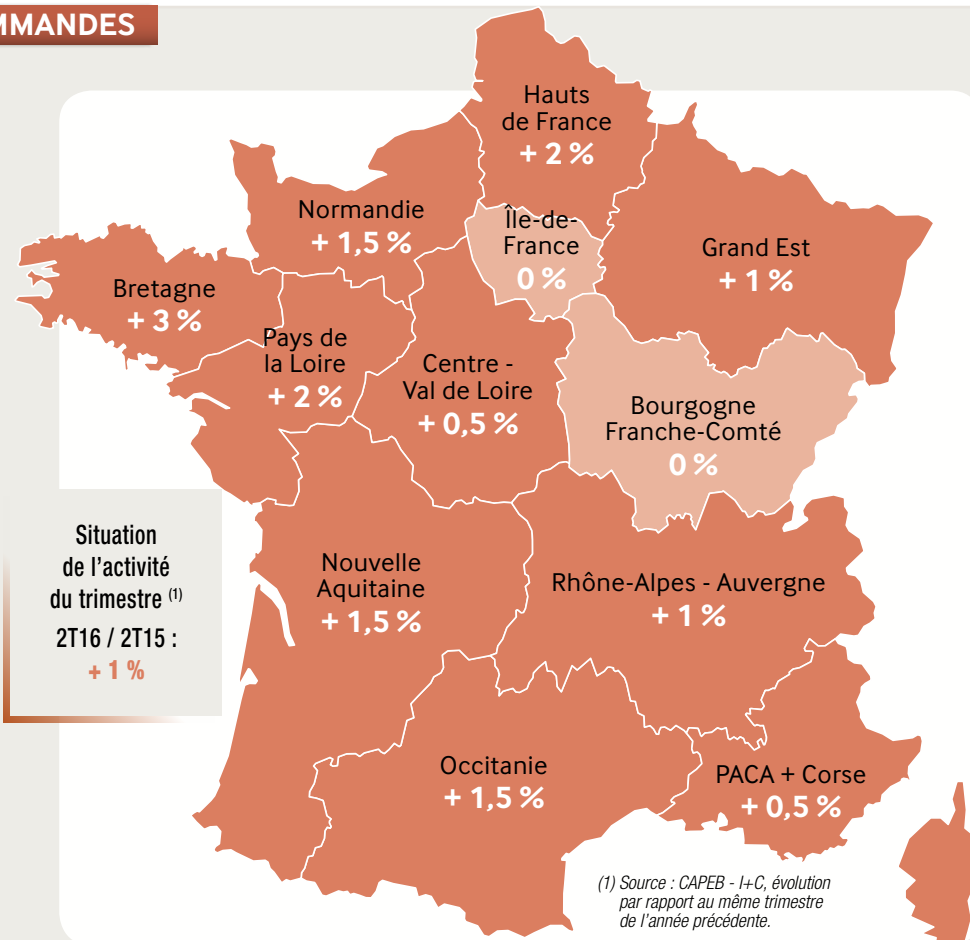 MMANDES
Hauts
de France
+ 2 %
Normandie
+ 1,5 %
Île-de-
France
0 %
Grand Est
+ 1 %
Bretagne
+ 3 %
Pays de
la Loire
+ 2 %
Centre -
Val de Loire
+ 0,5 %
Bourgogne
Franche-Comté
0 %
Situation
de l'activité
du trimestre (1)
2T16 / 2T15 :
+ 1 %
Nouvelle
Aquitaine
+ 1,5 %
Rhône-Alpes - Auvergne
+ 1 %
Occitanie
+ 1,5 %
PACA + Corse
+ 0,5 %
(1) Source : CAPEB - I+C, évolution
par rapport au même trimestre
de l'année précédente.